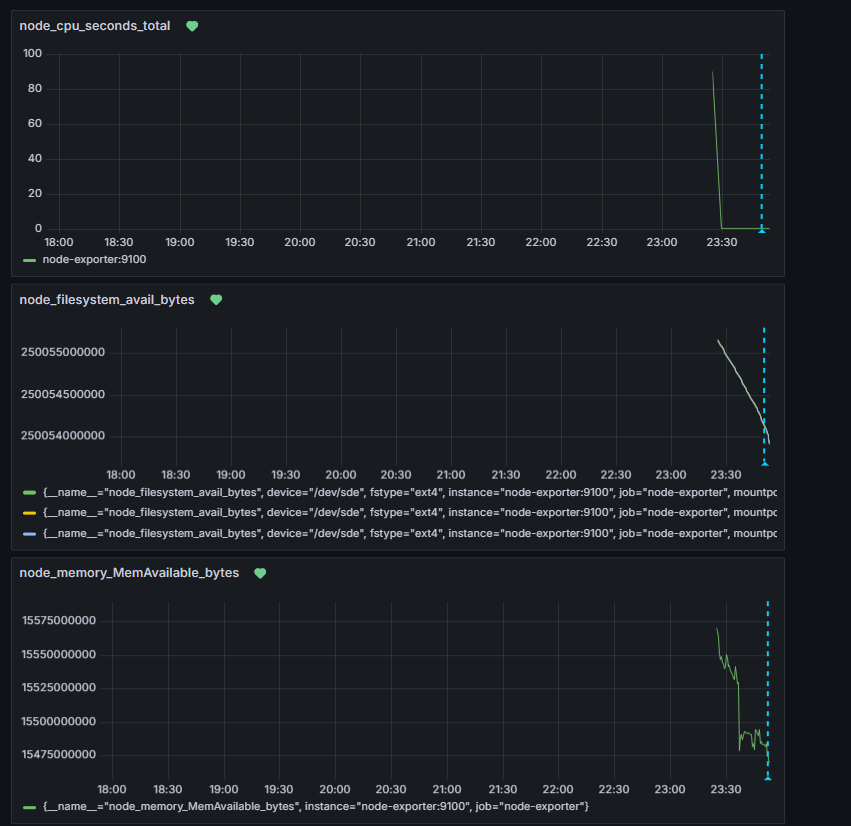 node_cpu_seconds_total
100
80
60
40
20
0
18:00 18:30 19:00 19:30 20:00 20:30 21:00 21:30 22:00 22:30 23:00 23:30
node-exporter:9100
node_filesystem_avail_bytes
250055000000
250054500000
250054000000
18:00 18:30 19:00 19:30 20:00 20:30 21:00 21:30 22:00 22:30 23:00 23:30
{__name__="node_filesystem_avail_bytes", device="/dev/sde", fstype="ext4", instance="node-exporter:9100", job="node-exporter", mountpc
{__name__="node_filesystem_avail_bytes", device="/dev/sde", fstype="ext4", instance="node-exporter:9100", job="node-exporter", mountpc
{__name__="node_filesystem_avail_bytes", device="/dev/sde", fstype="ext4", instance="node-exporter:9100", job="node-exporter", mountpc
node_memory_MemAvailable_bytes
15575000000
15550000000
15525000000
15500000000
15475000000
18:00 18:30 19:00 19:30 20:00 20:30 21:00 21:30 22:00 22:30 23:00 23:30
{__name__="node_memory_MemAvailable_bytes", instance="node-exporter:9100", job="node-exporter"}